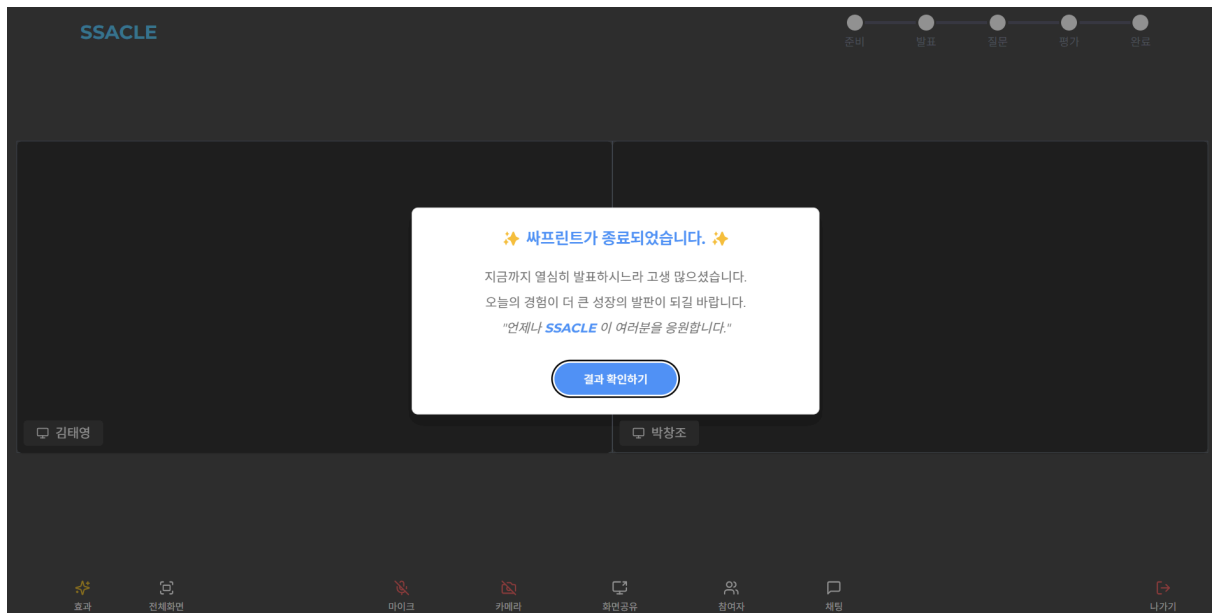 SSACLE
준비
발표
질문
평가
완료
✨ 싸프린트가 종료되었습니다. ✨
지금까지 열심히 발표하시느라 고생 많으셨습니다.
오늘의 경험이 더 큰 성장의 발판이 되길 바랍니다.
"언제나 SSACLE 이 여러분을 응원합니다."
결과 확인하기
김태영
박창조
효과
전체화면
마이크
카메라
화면공유
참여자
채팅
나가기